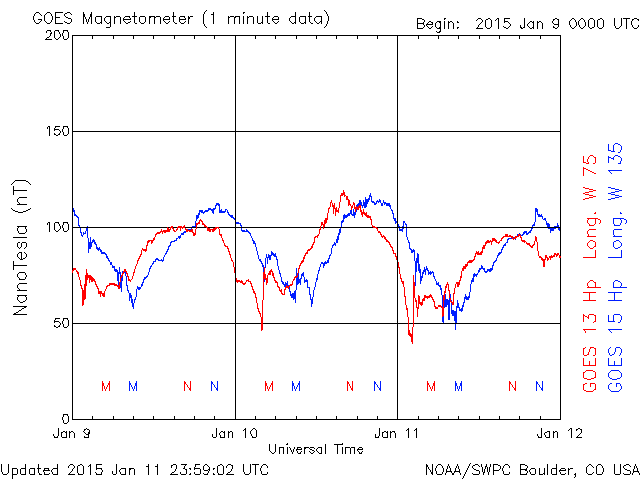 GOES Magnetometer (1 minute data)
Begin: 2015 Jan 9 0000 UTC
200
150
100
50
0
NanoTesla (nT)
M M N N M M N N M M N N
Jan 9 Jan 10 Jan 11 Jan 12
Universal Time
GOES 13 Hp Long. W 75
GOES 15 Hp Long. W 135
Updated 2015 Jan 11 23:59:02 UTC
NOAA/SWPC Boulder, CO USA